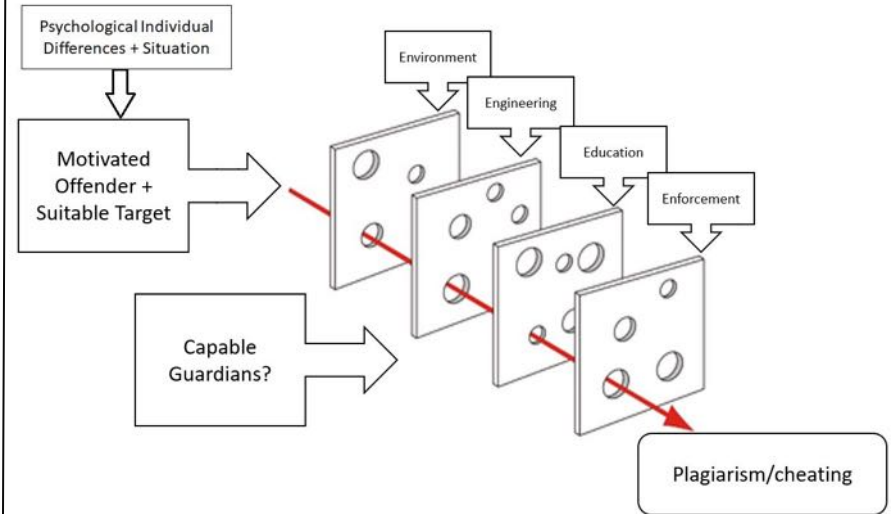 Psychological Individual
Differences + Situation
Motivated
Offender +
Suitable Target
Environment
Engineering
Education
Enforcement
Capable
Guardians?
Plagiarism/cheating